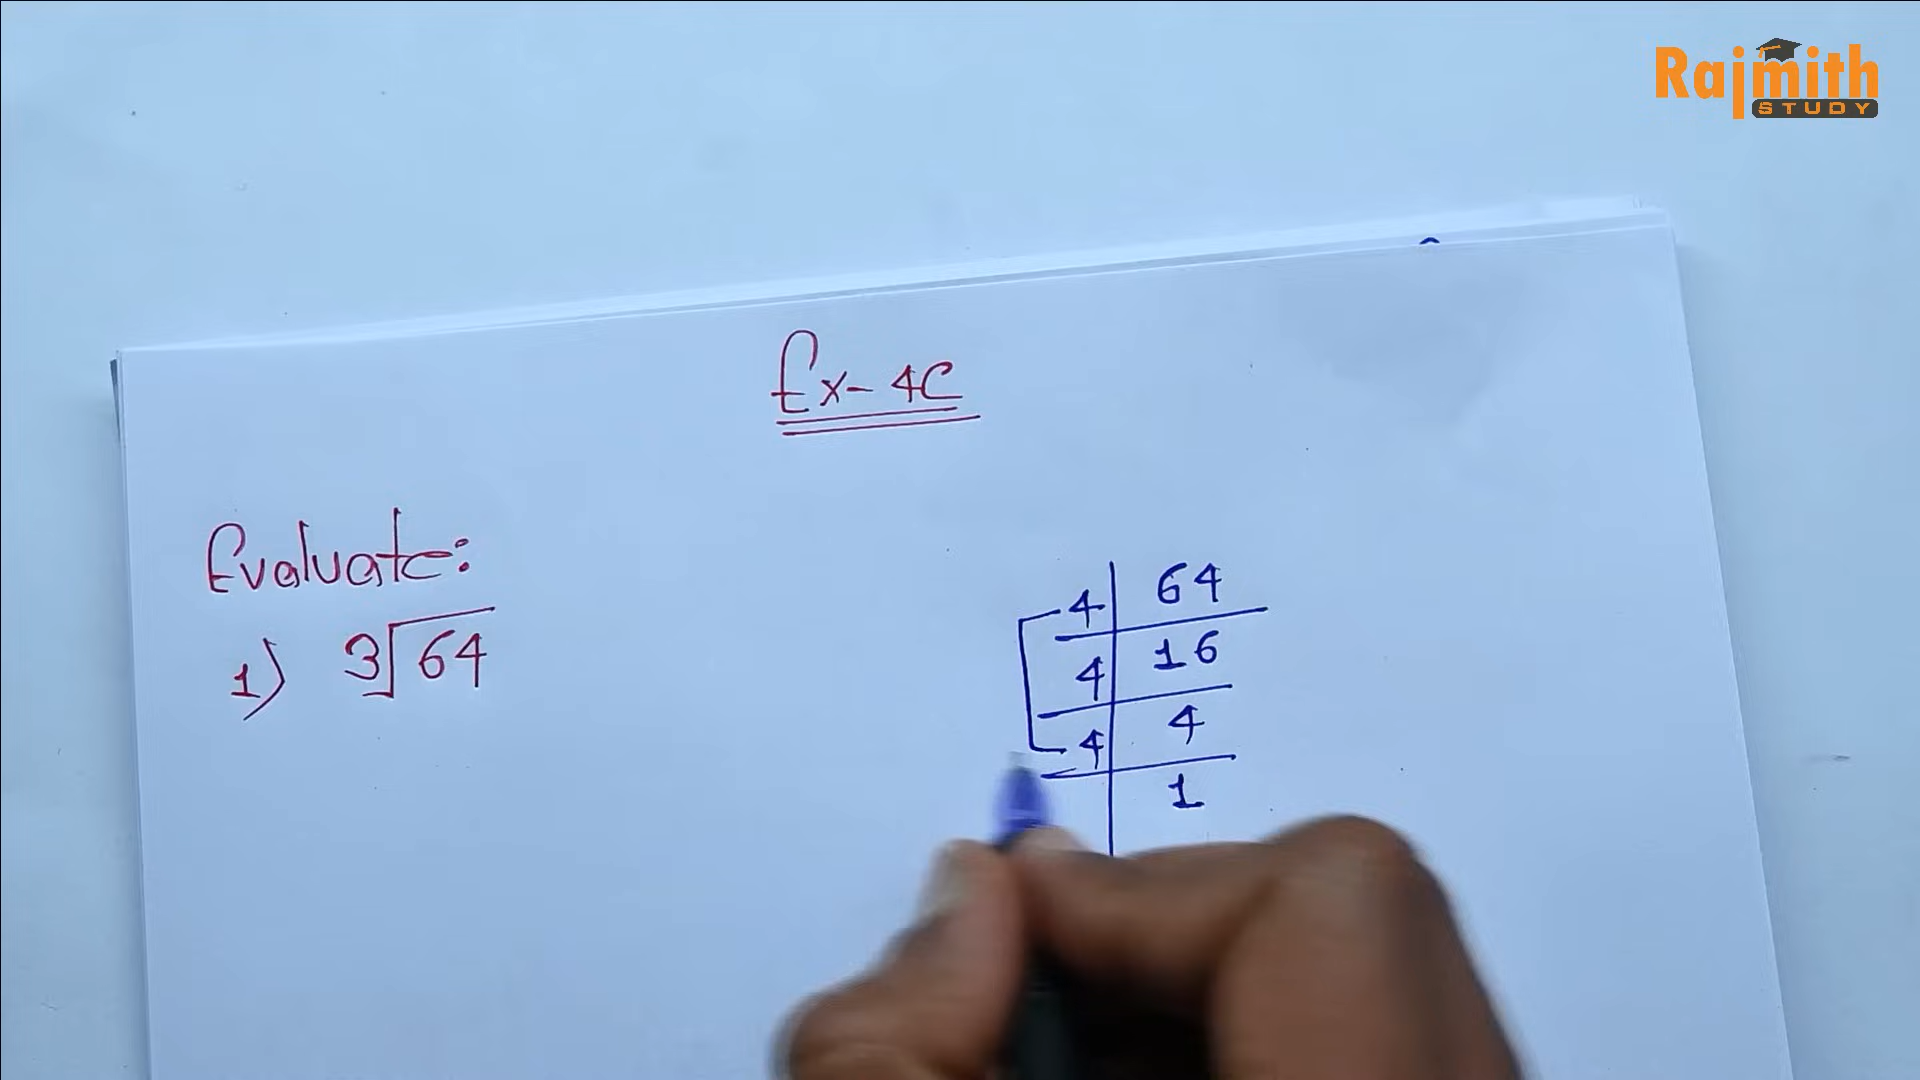 Rajmith
STUDY
Ex-4C
Evaluate:
1) 3√64
4 | 64
4 | 16
4 | 4
1